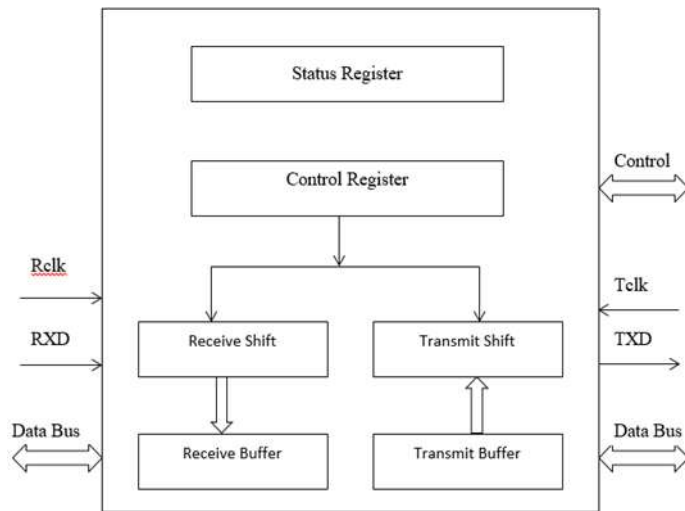 Status Register
Control Register
Control
Rclk
Tclk
RXD
Receive Shift
Transmit Shift
TXD
Data Bus
Receive Buffer
Transmit Buffer
Data Bus